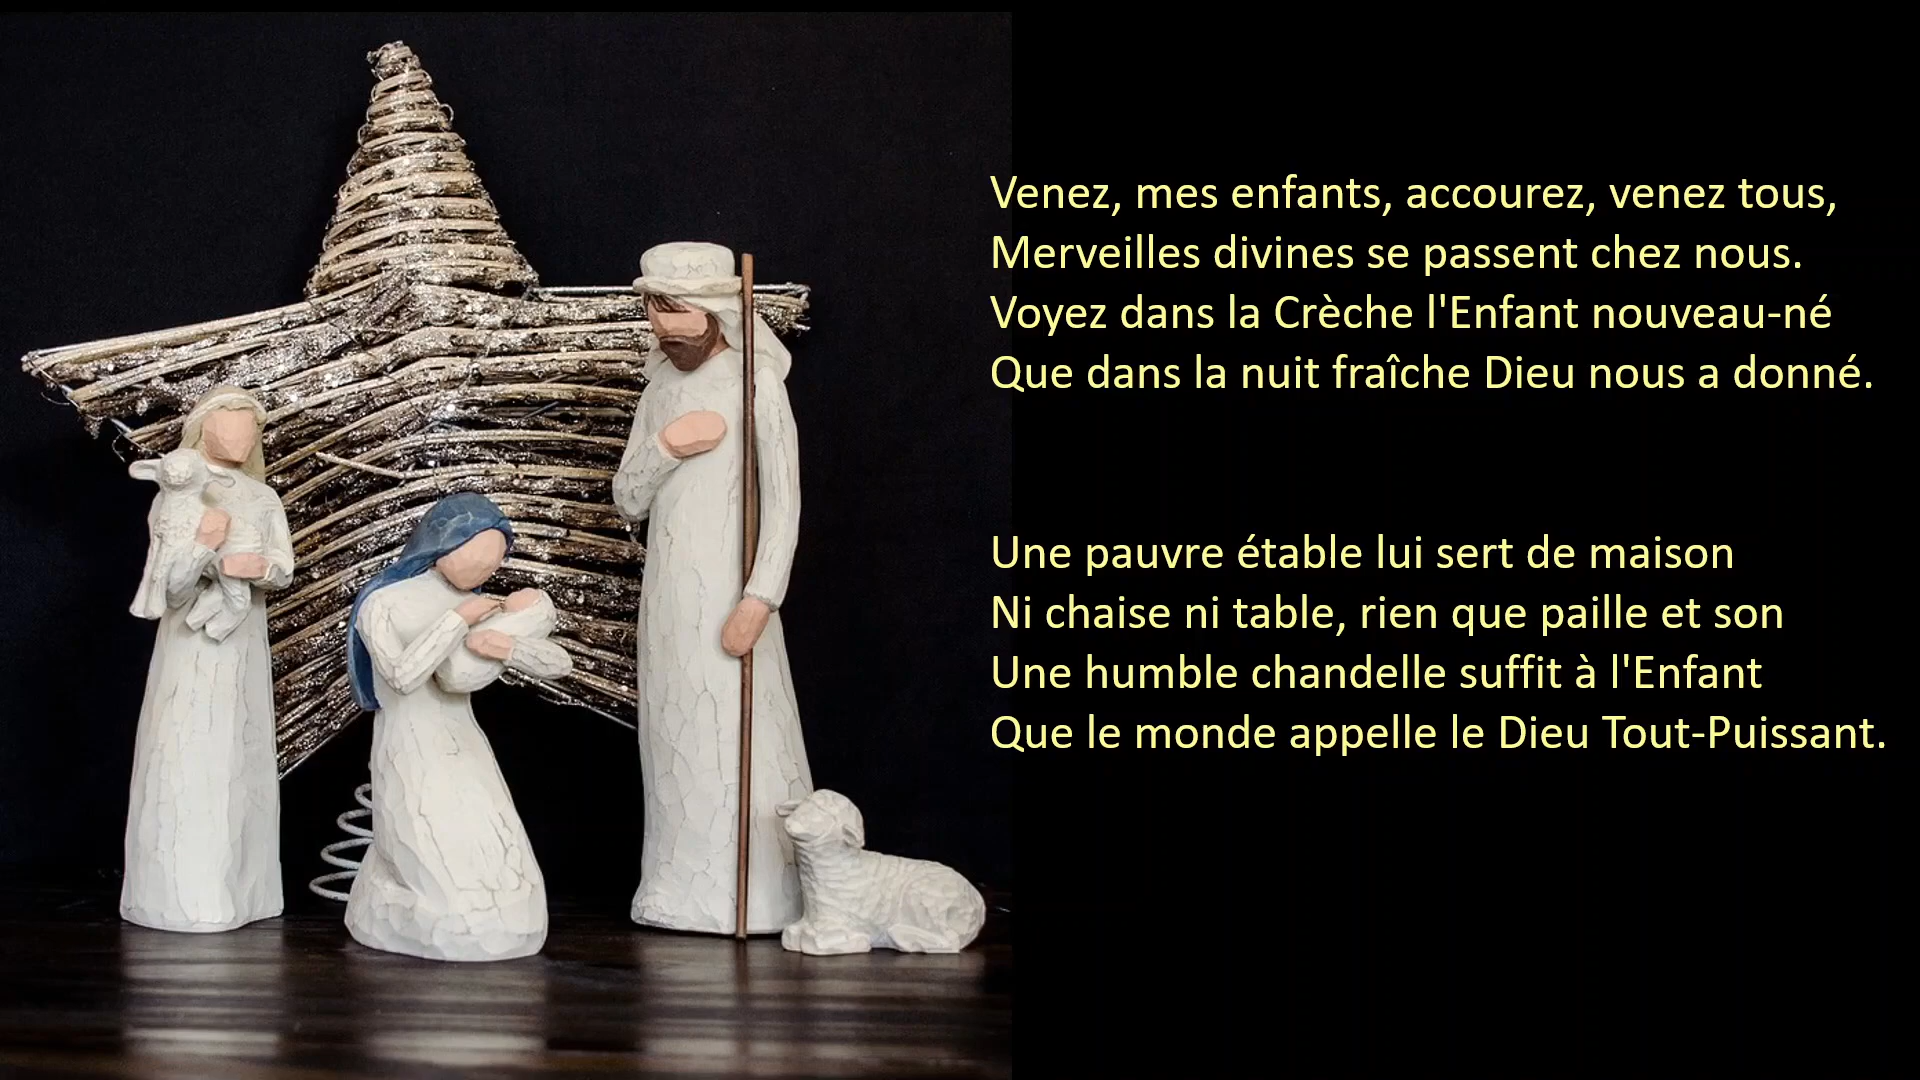 Venez, mes enfants, accourez, venez tous,
Merveilles divines se passent chez nous.
Voyez dans la Crèche l'Enfant nouveau-né
Que dans la nuit fraîche Dieu nous a donné.
Une pauvre étable lui sert de maison
Ni chaise ni table, rien que paille et son
Une humble chandelle suffit à l'Enfant
Que le monde appelle le Dieu Tout-Puissant.